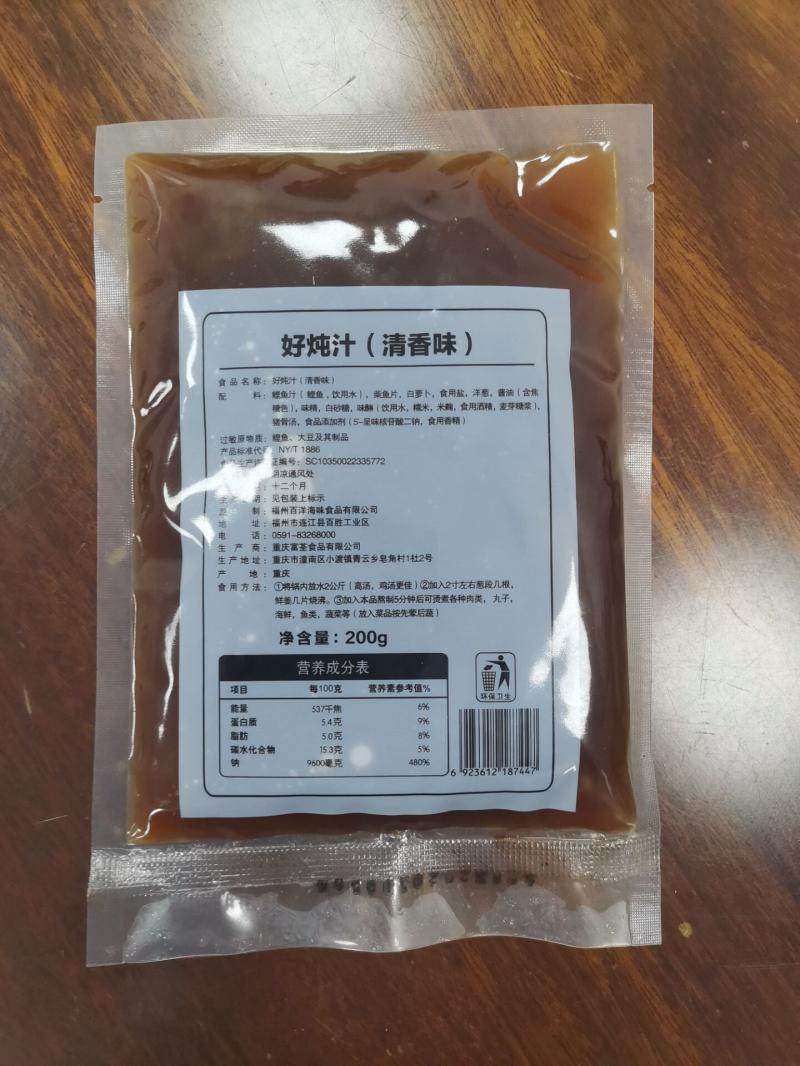 好炖汁（清香味）
食品名称：好炖汁（清香味）
配 料：鲣鱼汁（鲣鱼，饮用水），柴鱼片，白萝卜，食用盐，洋葱，酱油（含焦
糖色），味精，白砂糖，味醂（饮用水，糯米，米麴，食用酒精，麦芽糖浆），
猪骨汤，食品添加剂（5-呈味核苷酸二钠，食用香精）
过敏原物质：鲣鱼、大豆及其制品
产品标准代 NY/T 1886
证编号：SC10350022335772
阴凉通风处
：十二个月
：见包装上标示
制：福州百洋海味食品有限公司
地 址：福州市连江县百胜工业区
电 话：0591-83268000
生 产 商：重庆富荃食品有限公司
生产地址：重庆市潼南区小渡镇青云乡皂角村1社2号
产 地：重庆
食用方法：①将锅内放水2公斤（高汤，鸡汤更佳）②加入2寸左右葱段几根，
鲜姜几片烧沸。③加入本品熬制5分钟后可烫煮各种肉类，丸子，
海鲜，鱼类，蔬菜等（放入菜品按先荤后蔬）
净含量：200g
营养成分表
项目 每100克 营养素参考值%
能量 537千焦 6%
蛋白质 5.4克 9%
脂肪 5.0克 8%
碳水化合物 15.3克 5%
钠 9600毫克 480%
环保卫生
6 923612 187447